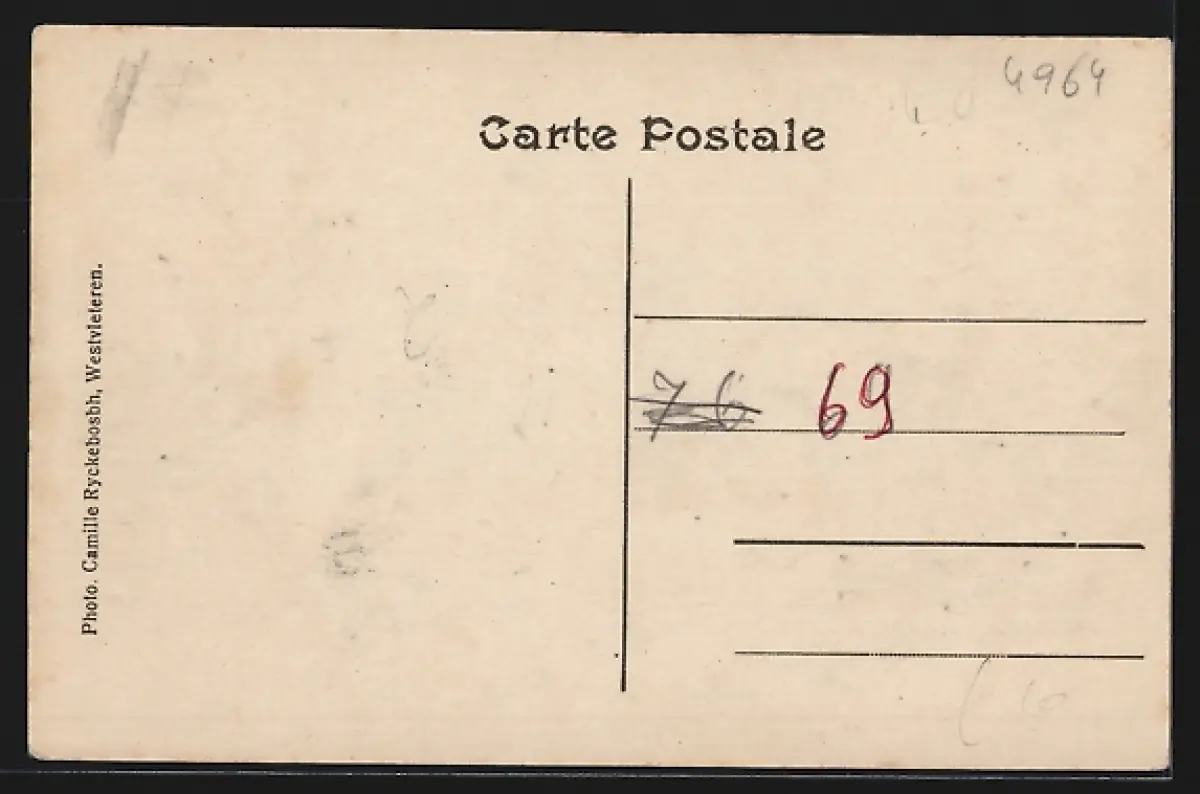 4964
Carte Postale
Photo. Camille Ryckebosbh, Westvleteren.
76 69